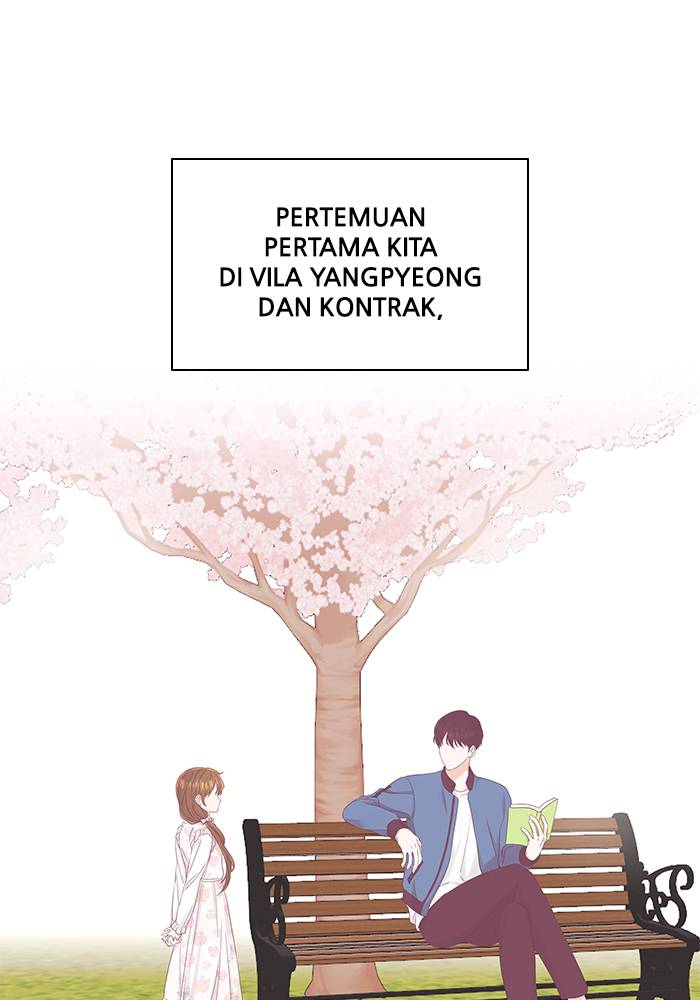 PERTEMUAN
PERTAMA KITA
DI VILA YANGPYEONG
DAN KONTRAK,